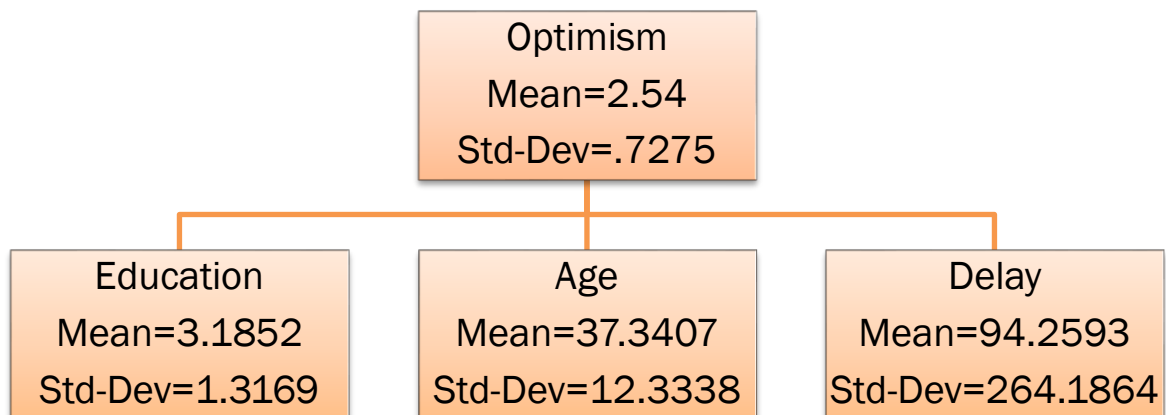 Optimism
Mean=2.54
Std-Dev=.7275
Education
Mean=3.1852
Std-Dev=1.3169
Age
Mean=37.3407
Std-Dev=12.3338
Delay
Mean=94.2593
Std-Dev=264.1864